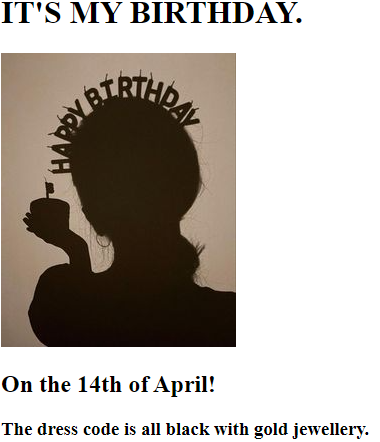 IT'S MY BIRTHDAY.
HAPPY BIRTHDAY
On the 14th of April!
The dress code is all black with gold jewellery.